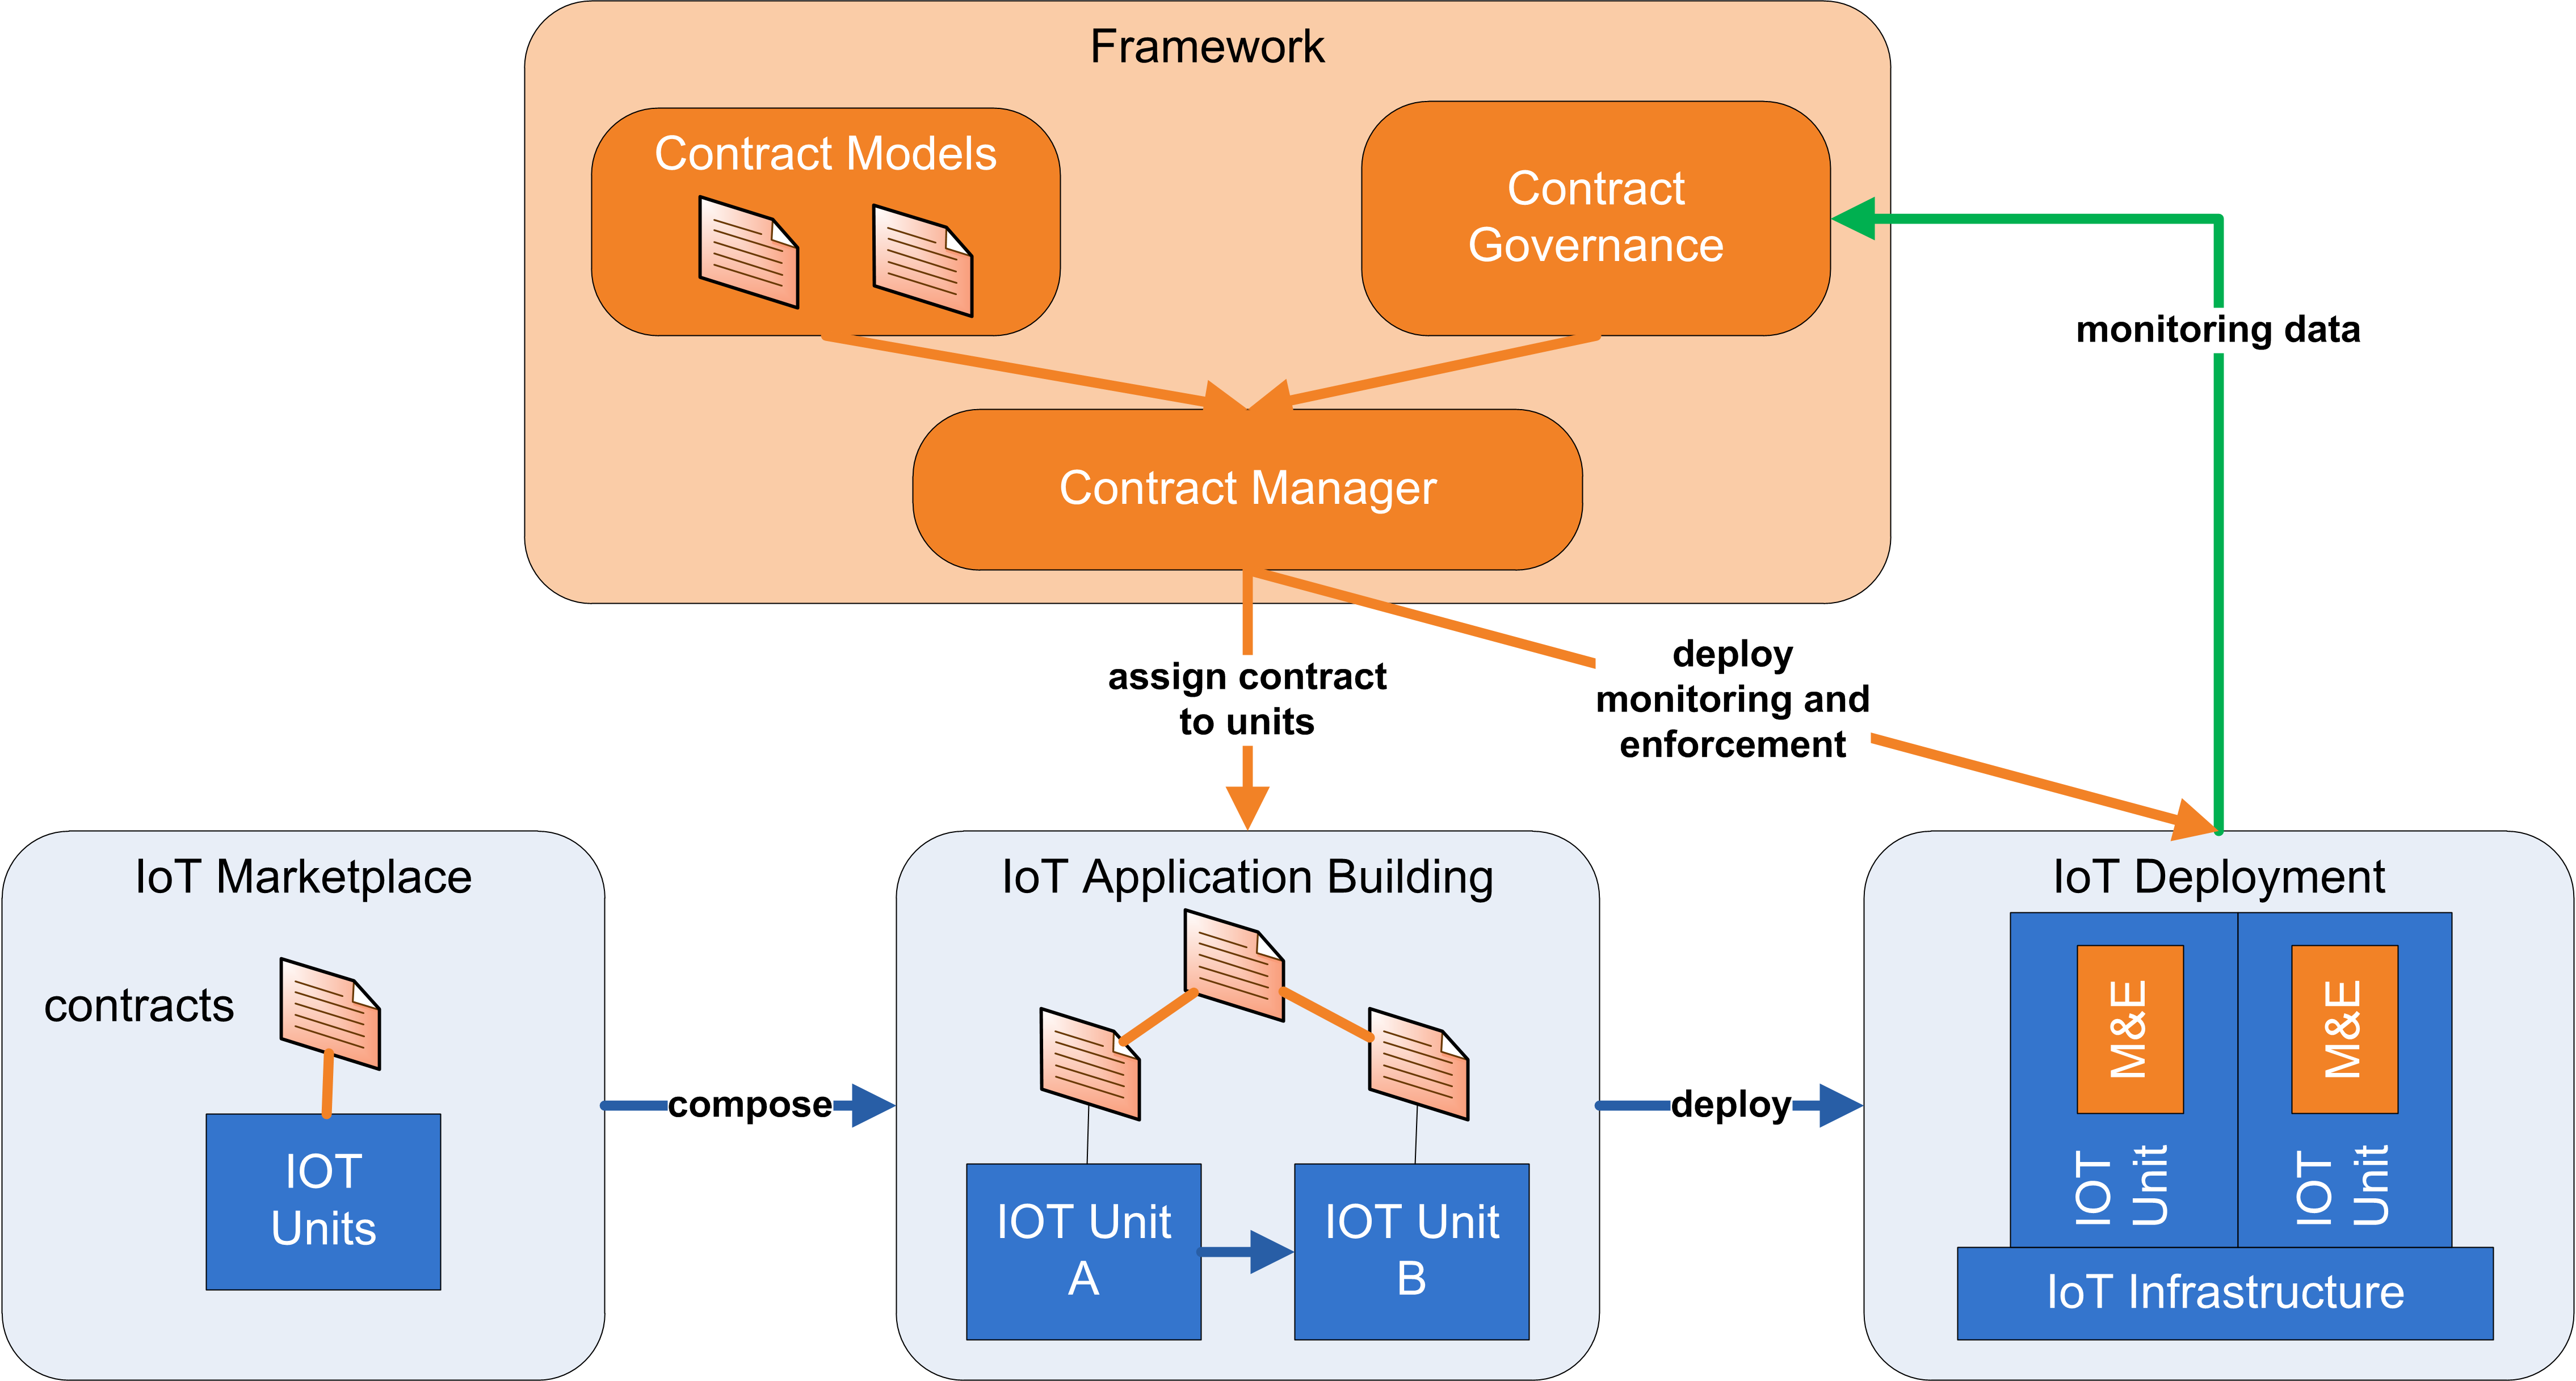 Framework
Contract Models
Contract
Governance
Contract Manager
monitoring data
assign contract
to units
deploy
monitoring and
enforcement
IoT Marketplace
contracts
IOT
Units
compose
IoT Application Building
IOT Unit
A
IOT Unit
B
deploy
IoT Deployment
M&E
IOT
Unit
M&E
IOT
Unit
IoT Infrastructure